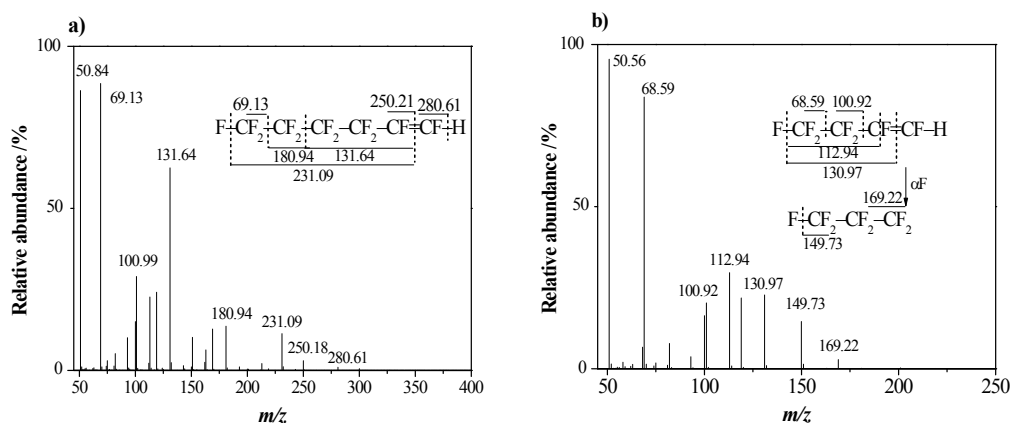 a)
100
50
0
Relative abundance /%
50.84
69.13
131.64
100.99
180.94
231.09
250.18
280.61
69.13
250.21
280.61
F-CF2-CF2-CF2-CF2-CF=CF-H
180.94
131.64
231.09
50 100 150 200 250 300 350 400
m/z
b)
100
50
0
Relative abundance /%
50.56
68.59
100.92
112.94
130.97
149.73
169.22
68.59
100.92
F-CF2-CF2-CF=CF-H
112.94
130.97
αF
169.22
F-CF2-CF2-CF2
149.73
50 100 150 200 250
m/z